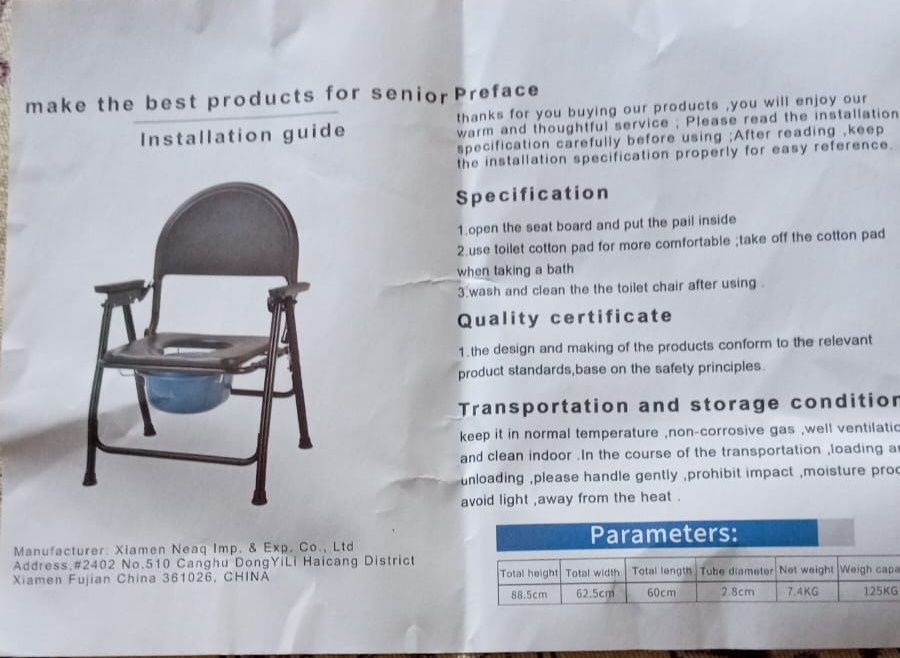 make the best products for senior
Installation guide
Manufacturer: Xiamen Neaq Imp. & Exp. Co., Ltd
Address,#2402 No.510 Canghu DongYiLi Haicang District
Xiamen Fujian China 361026, CHINA
Preface
thanks for you buying our products ,you will enjoy our
warm and thoughtful service ; Please read the installation
specification carefully before using ;After reading ,keep
the installation specification properly for easy reference.
Specification
1.open the seat board and put the pail inside
2.use toilet cotton pad for more comfortable ;take off the cotton pad
when taking a bath
3.wash and clean the the toilet chair after using .
Quality certificate
1.the design and making of the products conform to the relevant
product standards,base on the safety principles.
Transportation and storage condition
keep it in normal temperature ,non-corrosive gas ,well ventilatio
and clean indoor .In the course of the transportation ,loading a
unloading ,please handle gently ,prohibit impact ,moisture proo
avoid light ,away from the heat .
Parameters:
Total height Total width Total length Tube diameter Net weight Weigh capa
88.5cm 62.5cm 60cm 2.8cm 7.4KG 125KG